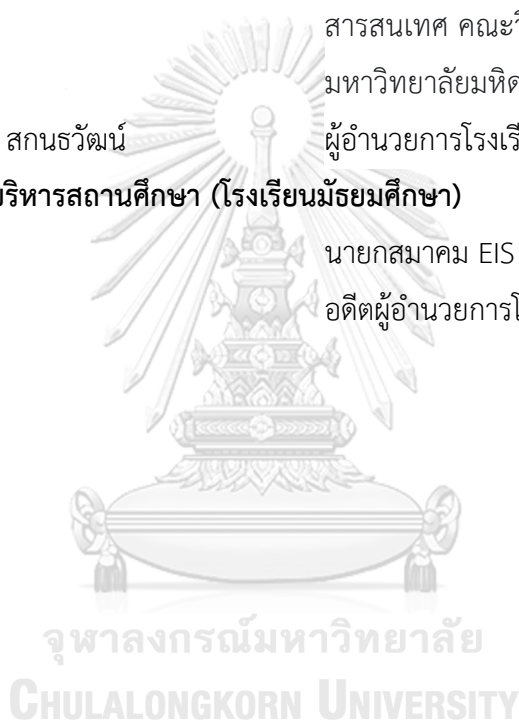 สารสนเทศ คณะวิ
มหาวิทยาลัยมหิด
สกนธวัฒน์ ผู้อำนวยการโรงเรี
บริหารสถานศึกษา (โรงเรียนมัธยมศึกษา)
นายกสมาคม EIS
อดีตผู้อำนวยการโ
จุฬาลงกรณ์มหาวิทยาลัย
CHULALONGKORN UNIVERSITY